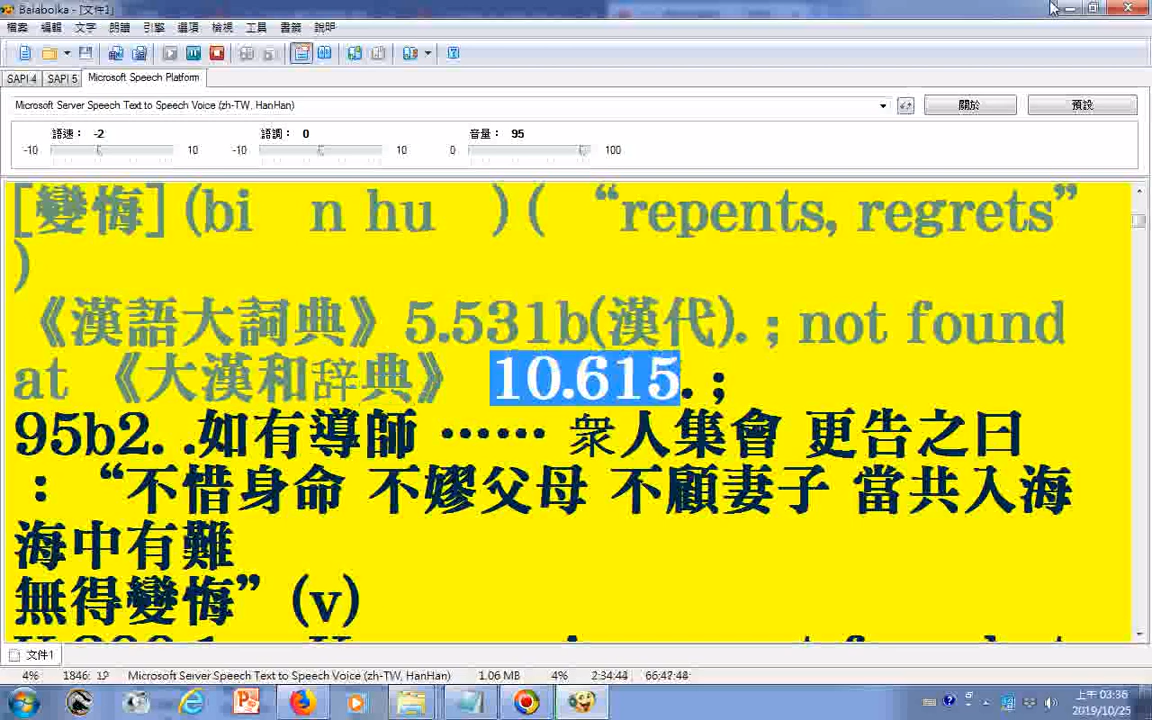 Balabolka - [文件1]
檔案 編輯 文字 朗讀 引擎 選項 檢視 工具 書籤 說明
SAPI 4 SAPI 5 Microsoft Speech Platform
Microsoft Server Speech Text to Speech Voice (zh-TW, HanHan) 關於 預設
語速： -2 語調： 0 音量： 95
-10 10 -10 10 0 100
[變悔] (bi n hu ) ( “repents, regrets”
)
《漢語大詞典》 5.531b(漢代). ; not found
at 《大漢和辞典》 10.615. ;
95b2. .如有導師 …… 衆人集會 更告之曰
： “不惜身命 不嫪父母 不顧妻子 當共入海
海中有難
無得變悔” (v)
文件1
4% 1846: 19 Microsoft Server Speech Text to Speech Voice (zh-TW, HanHan) 1.06 MB 4% 2:34:44 66:42:48
上午 03:36
2019/10/25